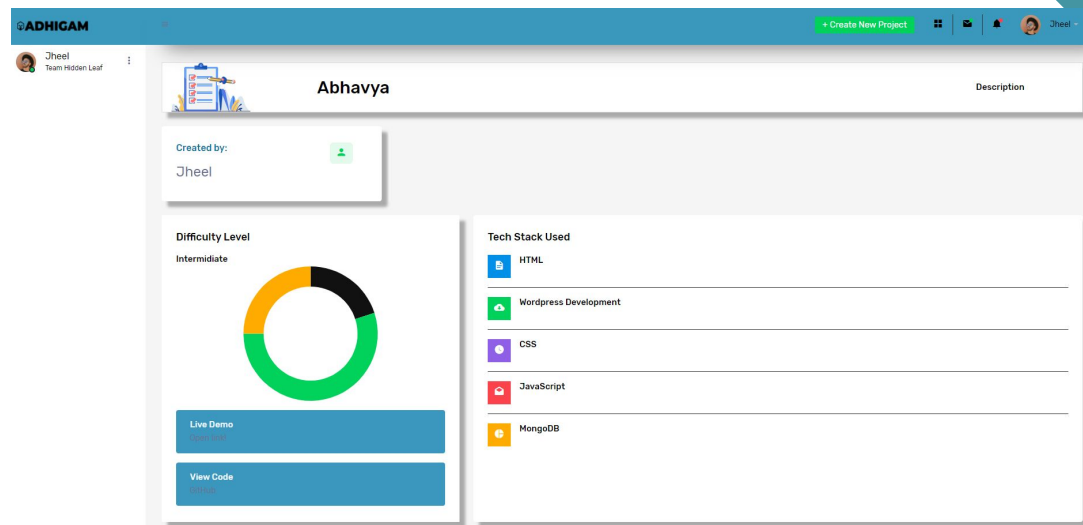 ADHIGAM
+ Create New Project
Jheel
Jheel
Team Hidden Leaf
Abhavya
Description
Created by:
Jheel
Difficulty Level
Intermidiate
Live Demo
View Code
Tech Stack Used
HTML
Wordpress Development
CSS
JavaScript
MongoDB